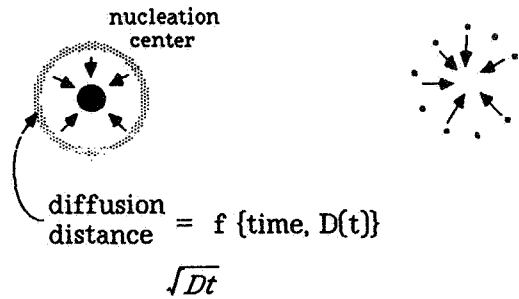 nucleation
center
diffusion
distance = f {time, D(t)}
√Dt